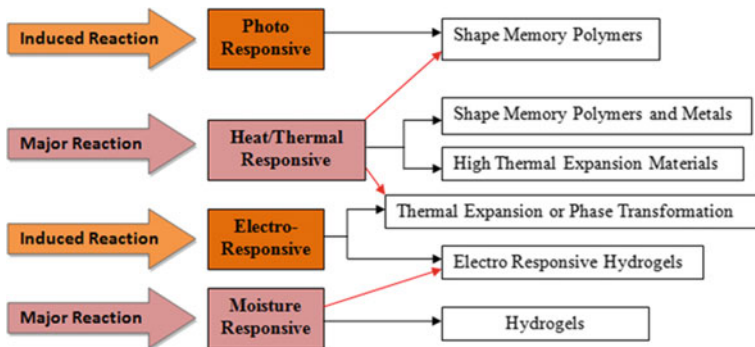 Induced Reaction
Photo
Responsive
Shape Memory Polymers
Major Reaction
Heat/Thermal
Responsive
Shape Memory Polymers and Metals
High Thermal Expansion Materials
Thermal Expansion or Phase Transformation
Induced Reaction
Electro-
Responsive
Electro Responsive Hydrogels
Major Reaction
Moisture
Responsive
Hydrogels